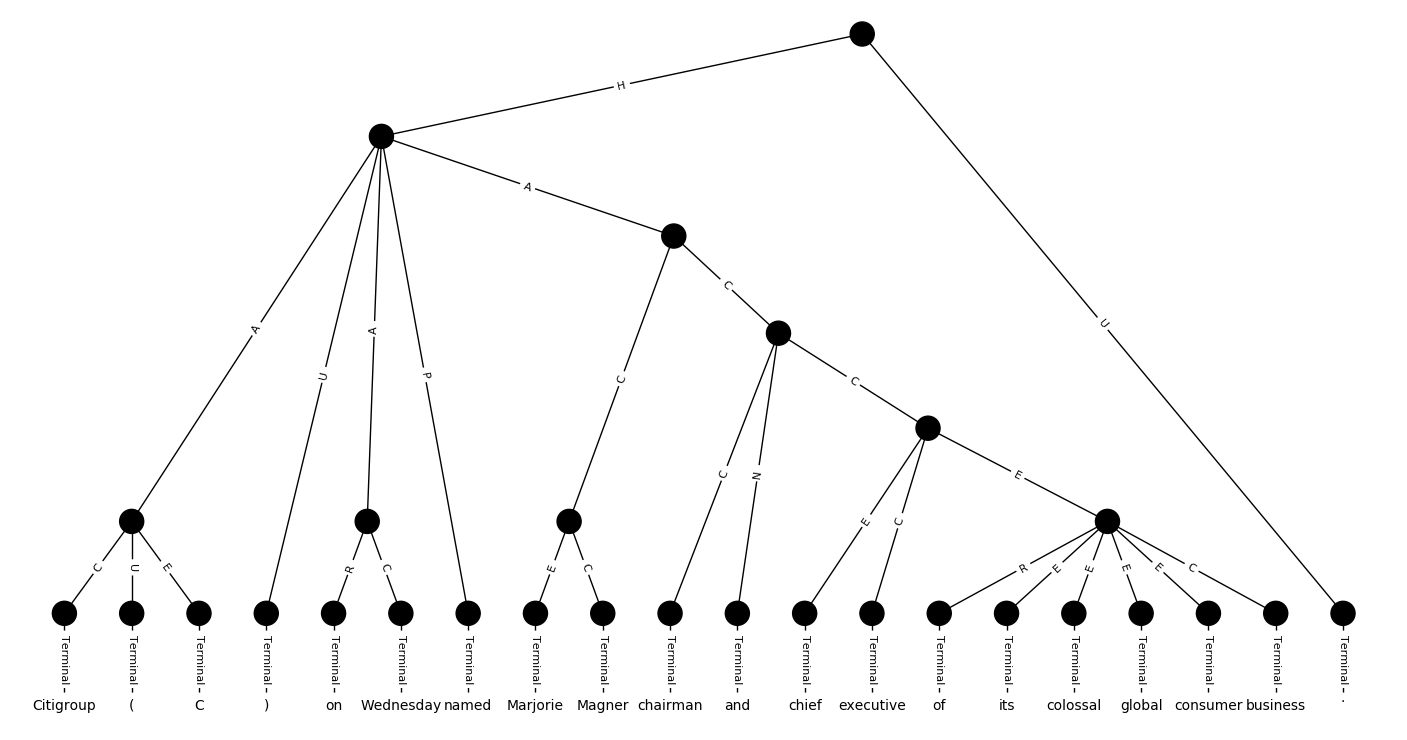 H
A
A
C
U
A
C
U
A
P
C
C
E
C
N
E
C
C
U
E
R
C
E
C
R
E
E
E
E
C
Terminal Terminal Terminal Terminal Terminal Terminal Terminal Terminal Terminal Terminal Terminal Terminal Terminal Terminal Terminal Terminal Terminal Terminal Terminal Terminal
Citigroup ( C ) on Wednesday named Marjorie Magner chairman and chief executive of its colossal global consumer business .